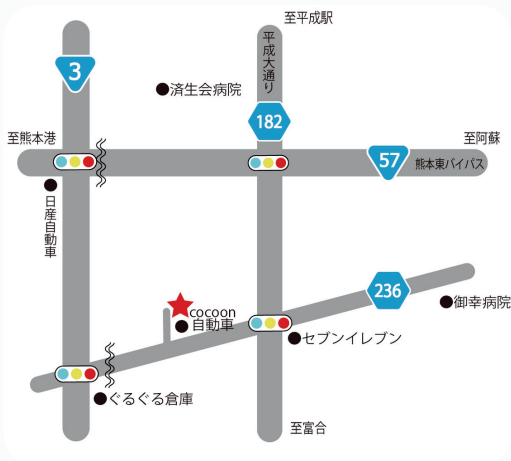 至平成駅
3
平成大通り
済生会病院
182
至熊本港
至阿蘇
57
熊本東バイパス
日産自動車
236
御幸病院
cocoon
自動車
セブンイレブン
ぐるぐる倉庫
至富合